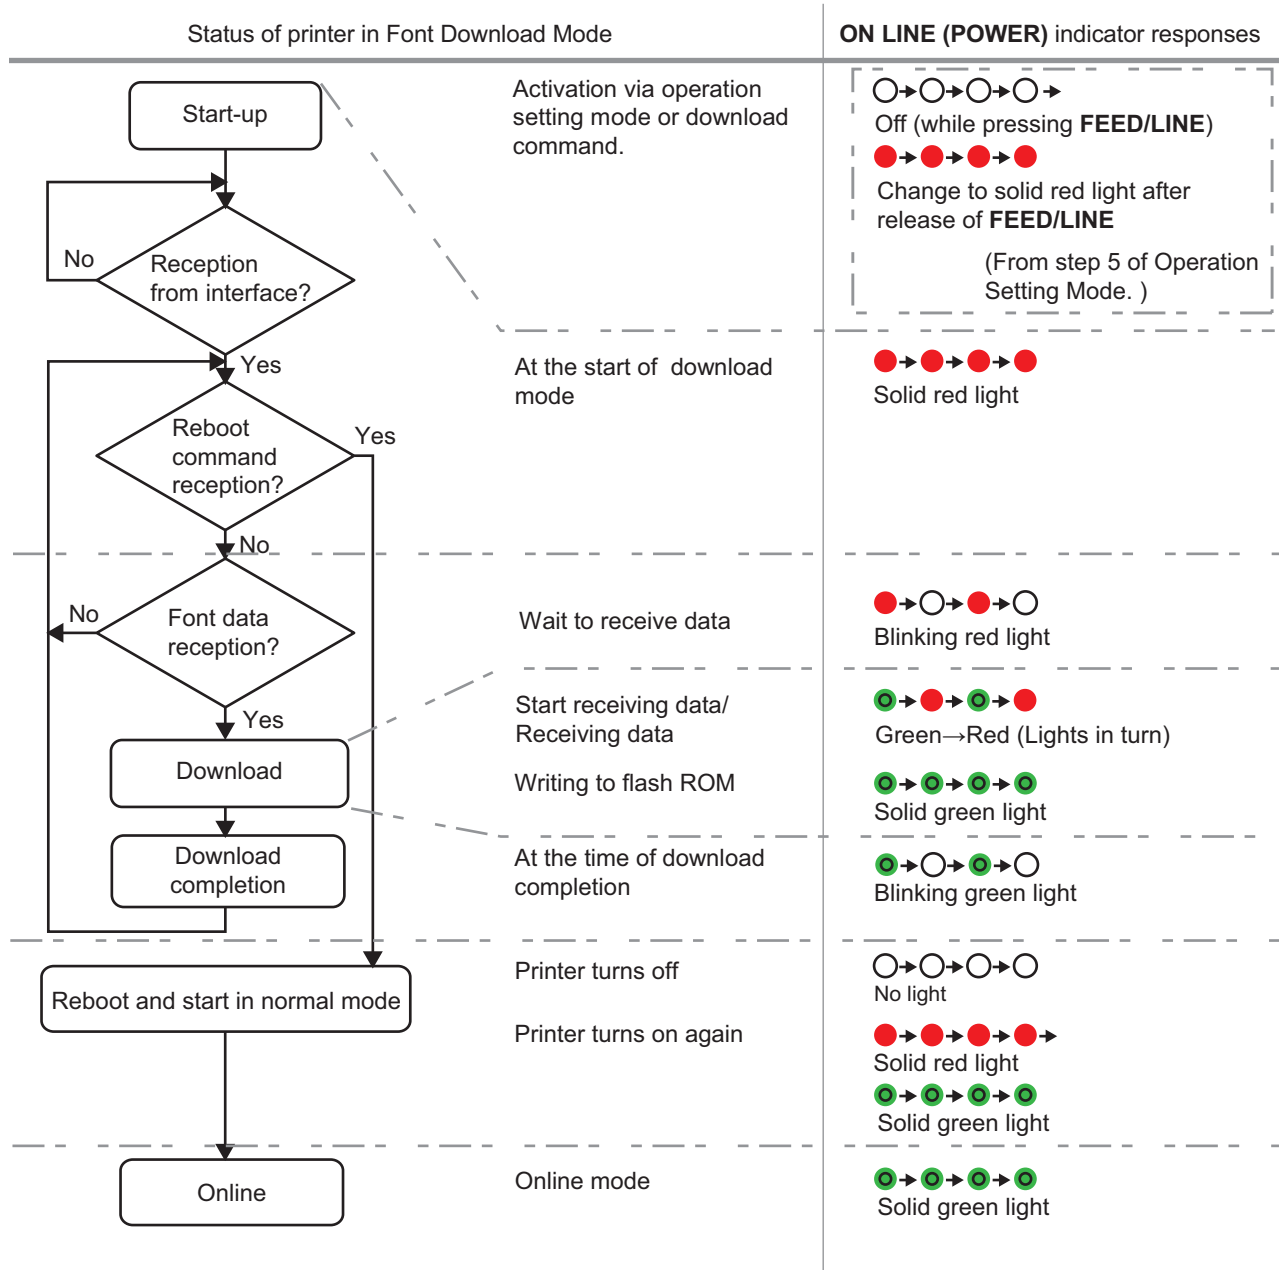 Status of printer in Font Download Mode
ON LINE (POWER) indicator responses
Start-up
Activation via operation
setting mode or download
command.
Off (while pressing FEED/LINE)
Change to solid red light after
release of FEED/LINE
(From step 5 of Operation
Setting Mode. )
No
Reception
from interface?
Yes
At the start of  download
mode
Solid red light
Reboot
command
reception?
Yes
No
No
Font data
reception?
Wait to receive data
Blinking red light
Yes
Start receiving data/
Receiving data
Green→Red (Lights in turn)
Download
Writing to flash ROM
Solid green light
Download
completion
At the time of download
completion
Blinking green light
Printer turns off
No light
Reboot and start in normal mode
Printer turns on again
Solid red light
Solid green light
Online
Online mode
Solid green light